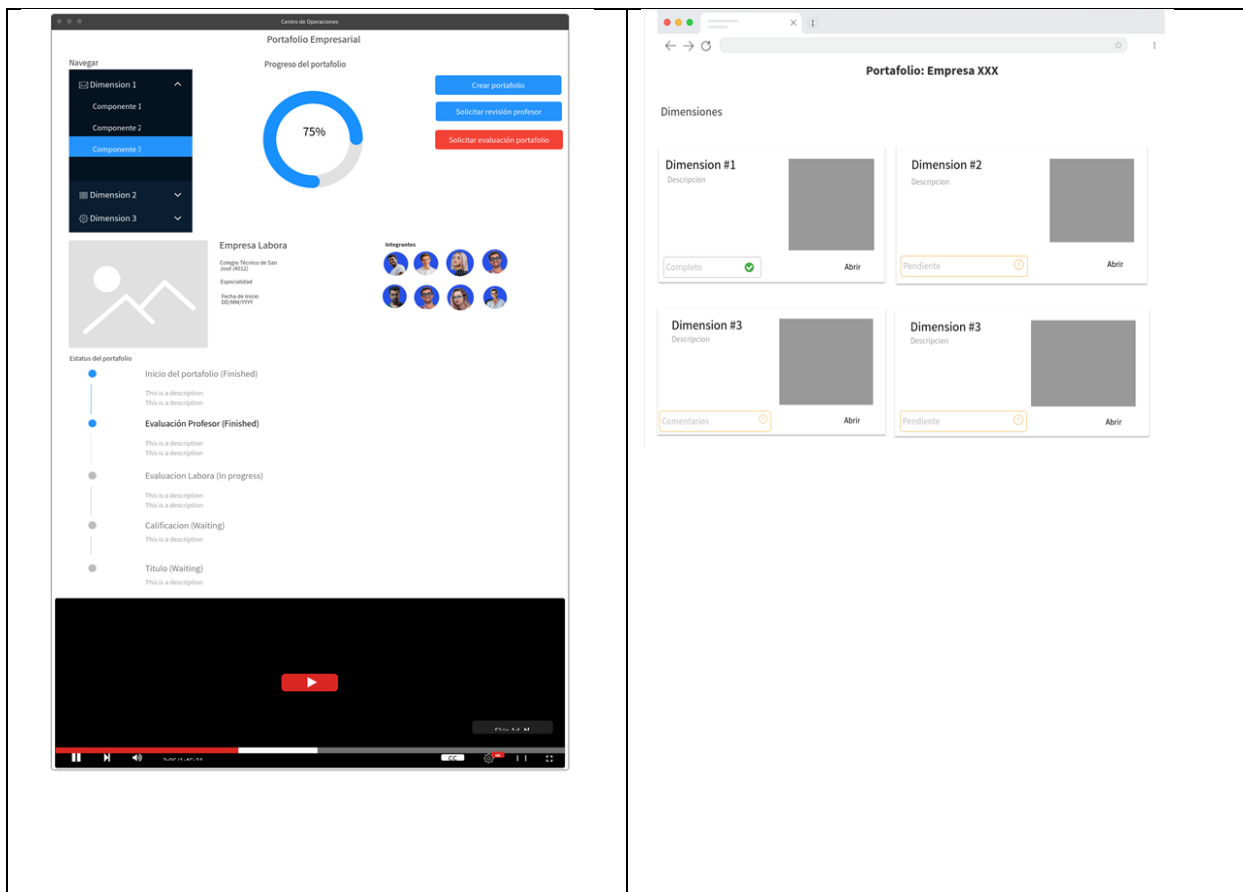 Centro de Operaciones
Portafolio Empresarial
Navegar
Progreso del portafolio
Dimension 1
Componente 1
Componente 2
Componente 3
Dimension 2
Dimension 3
75%
Crear portafolio
Solicitar revisión profesor
Solicitar evaluación portafolio
Empresa Labora
Colegio Técnico de San
José (4012)
Especialidad
Fecha de inicio
DD/MM/YYYY
Integrantes
Estatus del portafolio
Inicio del portafolio (Finished)
This is a description
This is a description
Evaluación Profesor (Finished)
This is a description
This is a description
Evaluacion Labora (In progress)
This is a description
This is a description
Calificacion (Waiting)
This is a description
Titulo (Waiting)
This is a description
CC
Portafolio: Empresa XXX
Dimensiones
Dimension #1
Descripcion
Completo
Abrir
Dimension #2
Descripcion
Pendiente
Abrir
Dimension #3
Descripcion
Comentarios
Abrir
Dimension #3
Descripcion
Pendiente
Abrir